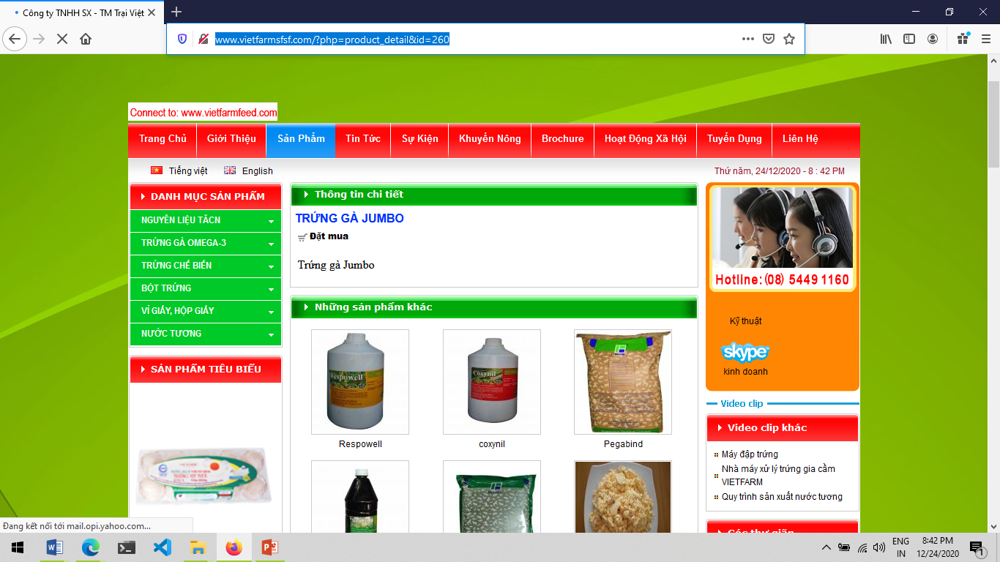 Công ty TNHH SX - TM Trại Việt
www.vietfarmsfsf.com/?php=product_detail&id=260
Connect to: www.vietfarmfeed.com
Trang Chủ
Giới Thiệu
Sản Phẩm
Tin Tức
Sự Kiện
Khuyến Nông
Brochure
Hoạt Động Xã Hội
Tuyển Dụng
Liên Hệ
Tiếng việt
English
Thứ năm, 24/12/2020 - 8 : 42 PM
DANH MỤC SẢN PHẨM
NGUYÊN LIỆU TĂCN
TRỨNG GÀ OMEGA-3
TRỨNG CHẾ BIẾN
BỘT TRỨNG
VỈ GIẤY, HỘP GIẤY
NƯỚC TƯƠNG
SẢN PHẨM TIÊU BIỂU
Thông tin chi tiết
TRỨNG GÀ JUMBO
Đặt mua
Trứng gà Jumbo
Những sản phẩm khác
Respowell
Coxynil
Respowell
coxynil
Pegabind
Hotline: (08) 5449 1160
Kỹ thuật
skype
kinh doanh
Video clip
Video clip khác
Máy đập trứng
Nhà máy xử lý trứng gia cầm
VIETFARM
Quy trình sản xuất nước tương
Góc thư giãn
Đang kết nối tới mail.opi.yahoo.com...
ENG
IN
8:42 PM
12/24/2020
1